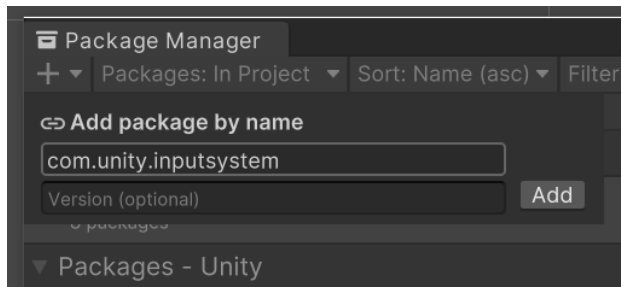 Package Manager
Packages: In Project Sort: Name (asc) Filter
Add package by name
com.unity.inputsystem
Version (optional)
Add
packages
Packages - Unity